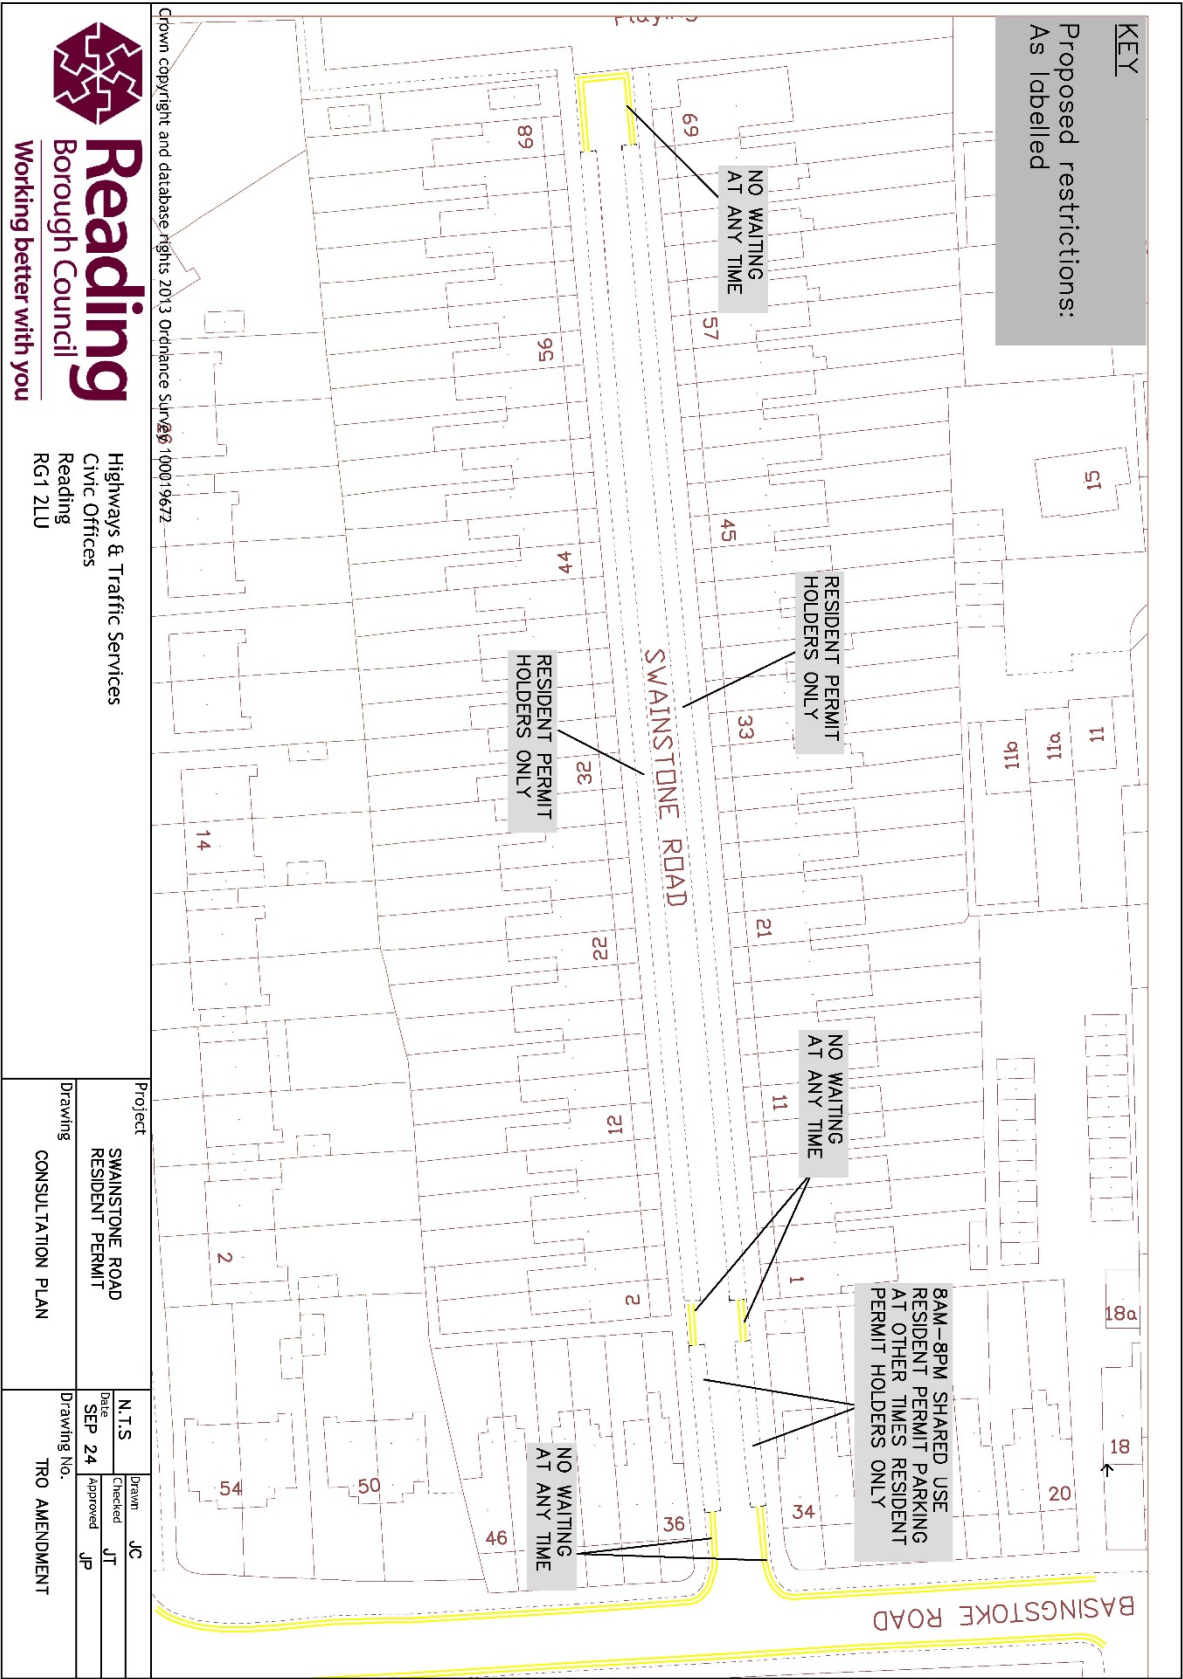 KEY
Proposed restrictions:
As labelled
69
NO WAITING
AT ANY TIME
57
45
15
RESIDENT PERMIT
HOLDERS ONLY
33
11
11a
11b
21
NO WAITING
AT ANY TIME
11
1
8AM-8PM SHARED USE
RESIDENT PERMIT PARKING
AT OTHER TIMES RESIDENT
PERMIT HOLDERS ONLY
18a
18
20
34
BASINGSTOKE ROAD
SWAINSTONE ROAD
68
56
44
RESIDENT PERMIT
HOLDERS ONLY
32
22
12
2
NO WAITING
AT ANY TIME
36
46
50
54
14
2
26
Crown copyright and database rights 2013 Ordnance Survey 100019672
Reading
Borough Council
Working better with you
Highways & Traffic Services
Civic Offices
Reading
RG1 2LU
Project
SWAINSTONE ROAD
RESIDENT PERMIT
Drawing
CONSULTATION PLAN
N.T.S
Date
SEP 24
Drawn JC
Checked JT
Approved JP
Drawing No.
TRO AMENDMENT